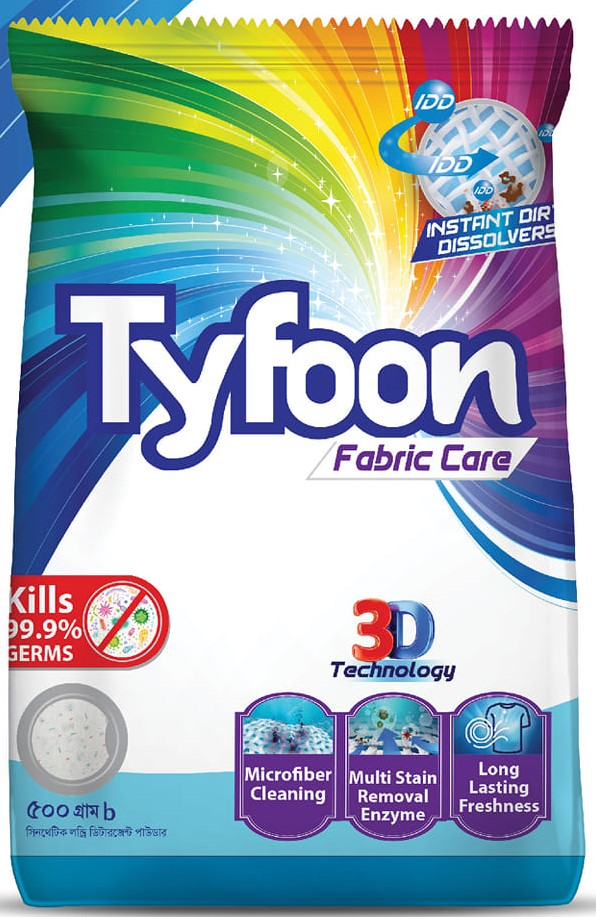 IDD
IDD
IDD
IDD
INSTANT DIRT
DISSOLVERS
Tyfoon
Fabric Care
Kills
99.9%
GERMS
3D
Technology
Microfiber
Cleaning
Multi Stain
Removal
Enzyme
Long
Lasting
Freshness
৫০০ গ্রাম b
সিনথেটিক লন্ড্রি ডিটারজেন্ট পাউডার